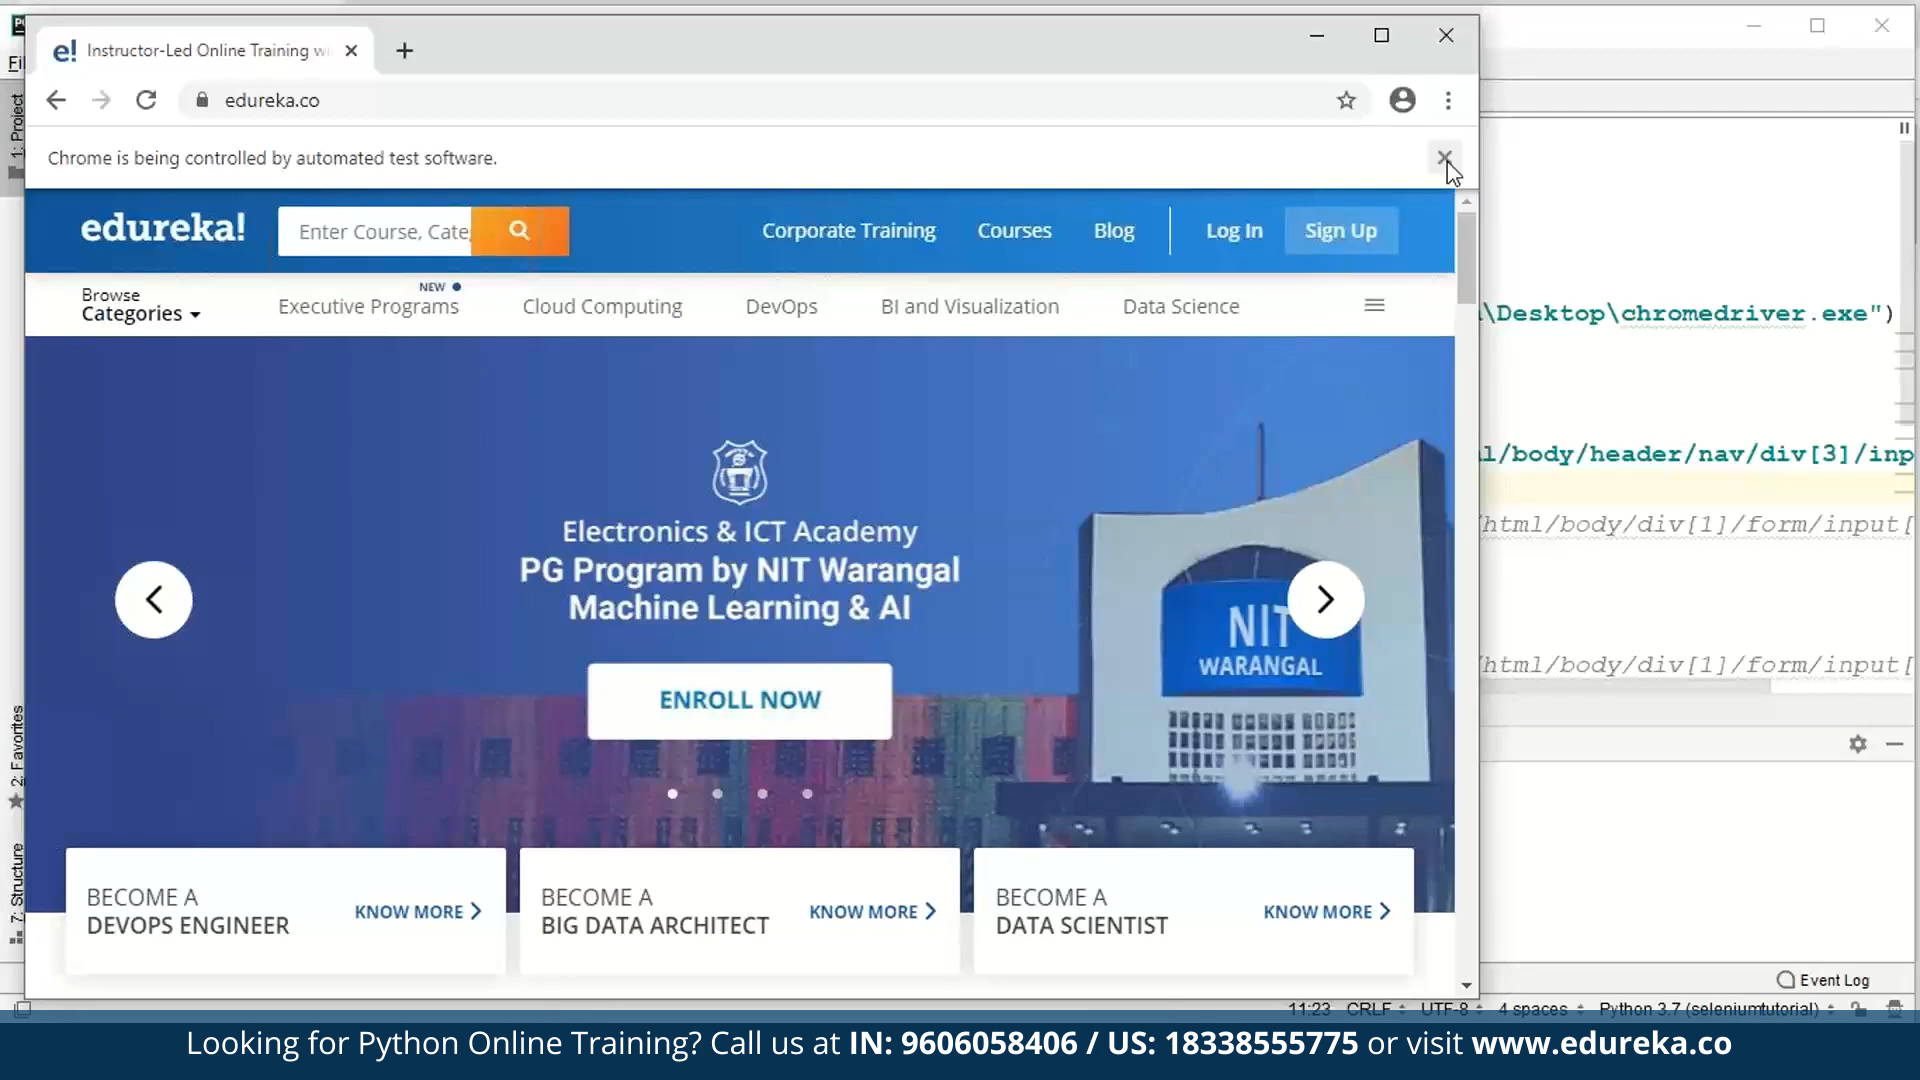 Instructor-Led Online Training wi
edureka.co
Chrome is being controlled by automated test software.
edureka!
Enter Course, Cate
Corporate Training
Courses
Blog
Log In
Sign Up
Browse
Categories
NEW
Executive Programs
Cloud Computing
DevOps
BI and Visualization
Data Science
Electronics & ICT Academy
PG Program by NIT Warangal
Machine Learning & AI
ENROLL NOW
NIT
WARANGAL
BECOME A
DEVOPS ENGINEER
KNOW MORE
BECOME A
BIG DATA ARCHITECT
KNOW MORE
BECOME A
DATA SCIENTIST
KNOW MORE
1: Project
2: Favorites
7: Structure
\Desktop\chromedriver.exe")
l/body/header/nav/div[3]/inp
/html/body/div[1]/form/input[
/html/body/div[1]/form/input[
Event Log
11:23 CRLF UTF-8 4 spaces Python 3.7 (seleniumtutorial)
Looking for Python Online Training? Call us at IN: 9606058406 / US: 18338555775 or visit www.edureka.co